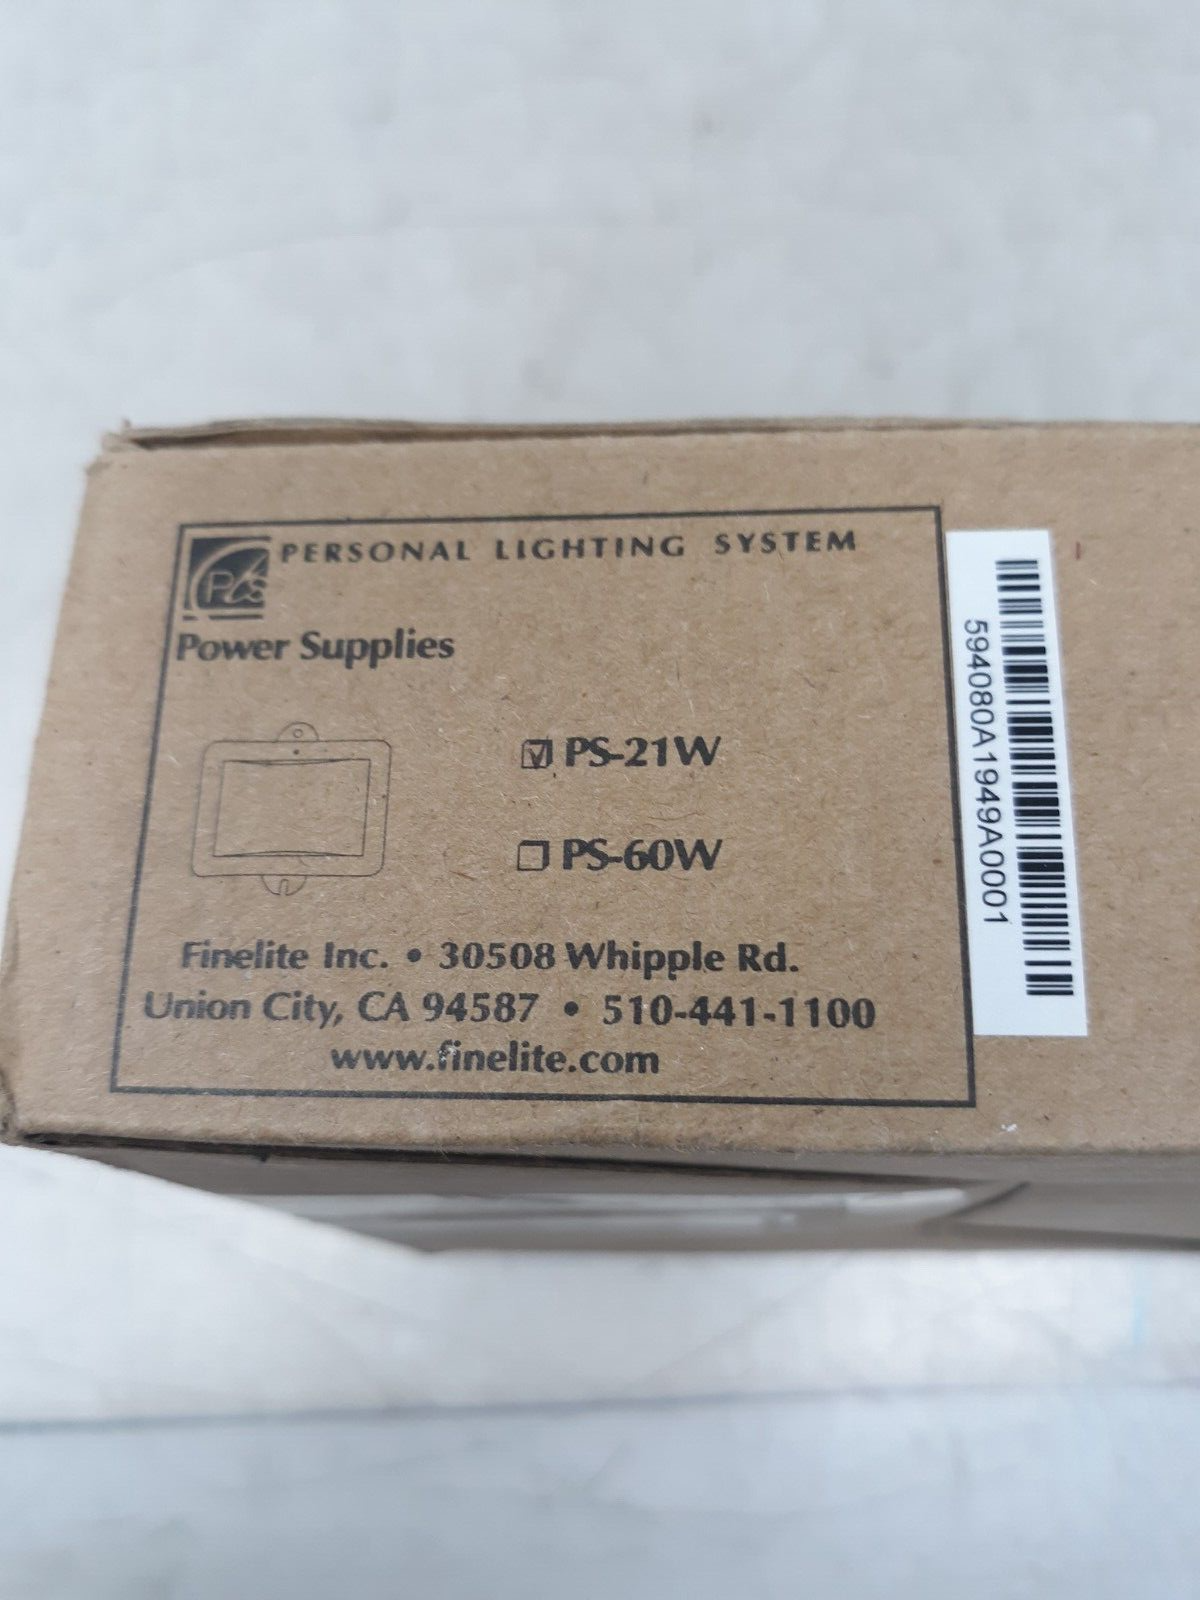 PLS PERSONAL LIGHTING SYSTEM
Power Supplies
PS-21W
PS-60W
Finelite Inc. • 30508 Whipple Rd.
Union City, CA 94587 • 510-441-1100
www.finelite.com
594080A1949A0001